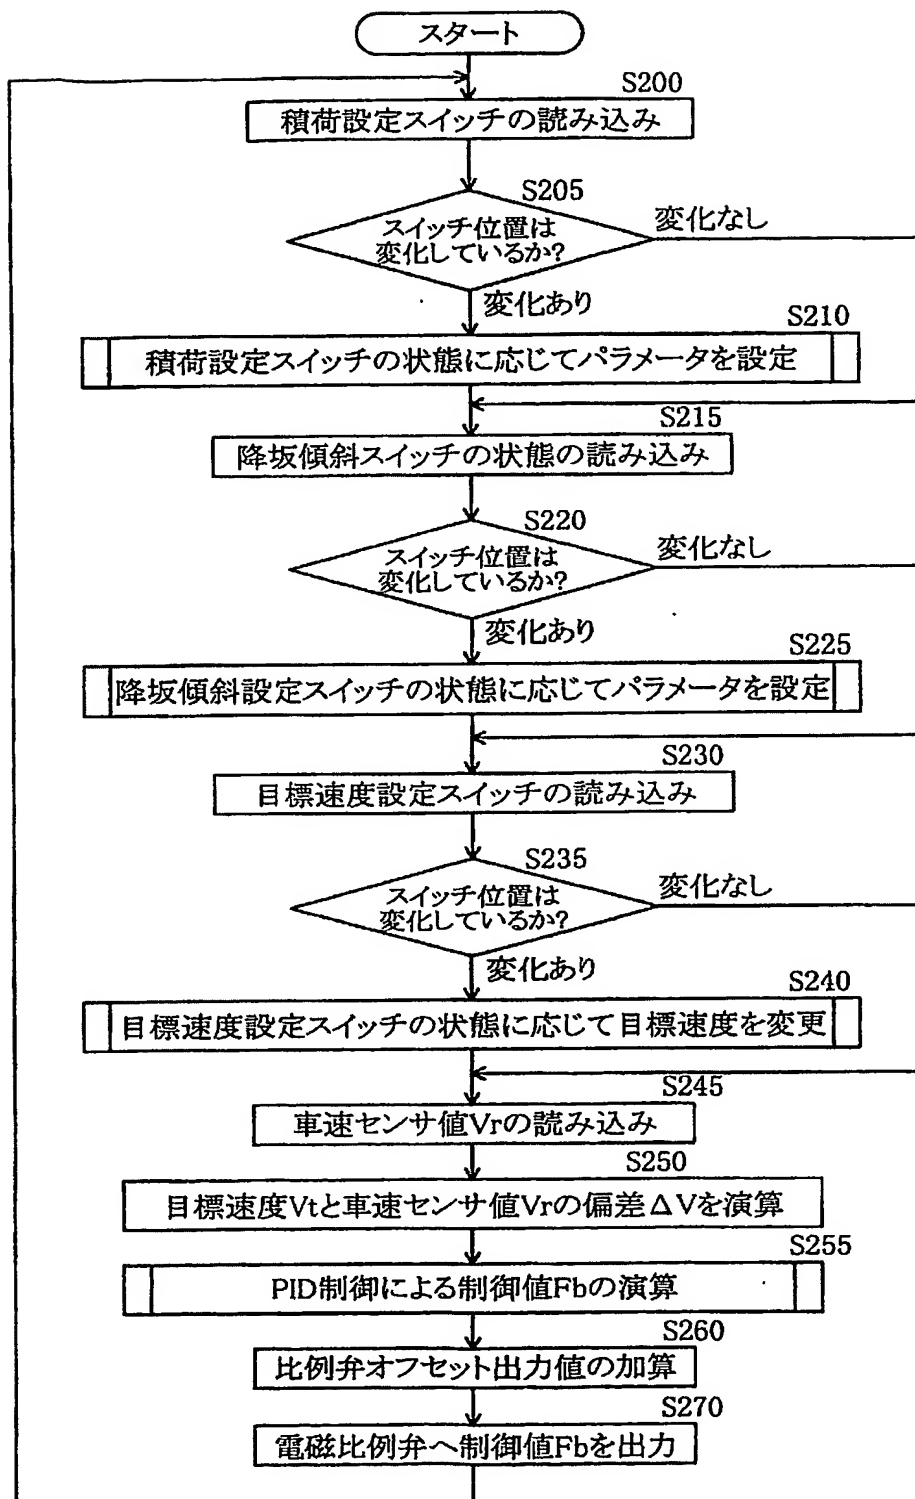 スタート
S200
積荷設定スイッチの読み込み
S205
スイッチ位置は
変化しているか?
変化なし
変化あり
S210
積荷設定スイッチの状態に応じてパラメータを設定
S215
降坂傾斜スイッチの状態の読み込み
S220
スイッチ位置は
変化しているか?
変化なし
変化あり
S225
降坂傾斜設定スイッチの状態に応じてパラメータを設定
S230
目標速度設定スイッチの読み込み
S235
スイッチ位置は
変化しているか?
変化なし
変化あり
S240
目標速度設定スイッチの状態に応じて目標速度を変更
S245
車速センサ値Vrの読み込み
S250
目標速度Vtと車速センサ値Vrの偏差ΔVを演算
S255
PID制御による制御値Fbの演算
S260
比例弁オフセット出力値の加算
S270
電磁比例弁へ制御値Fbを出力